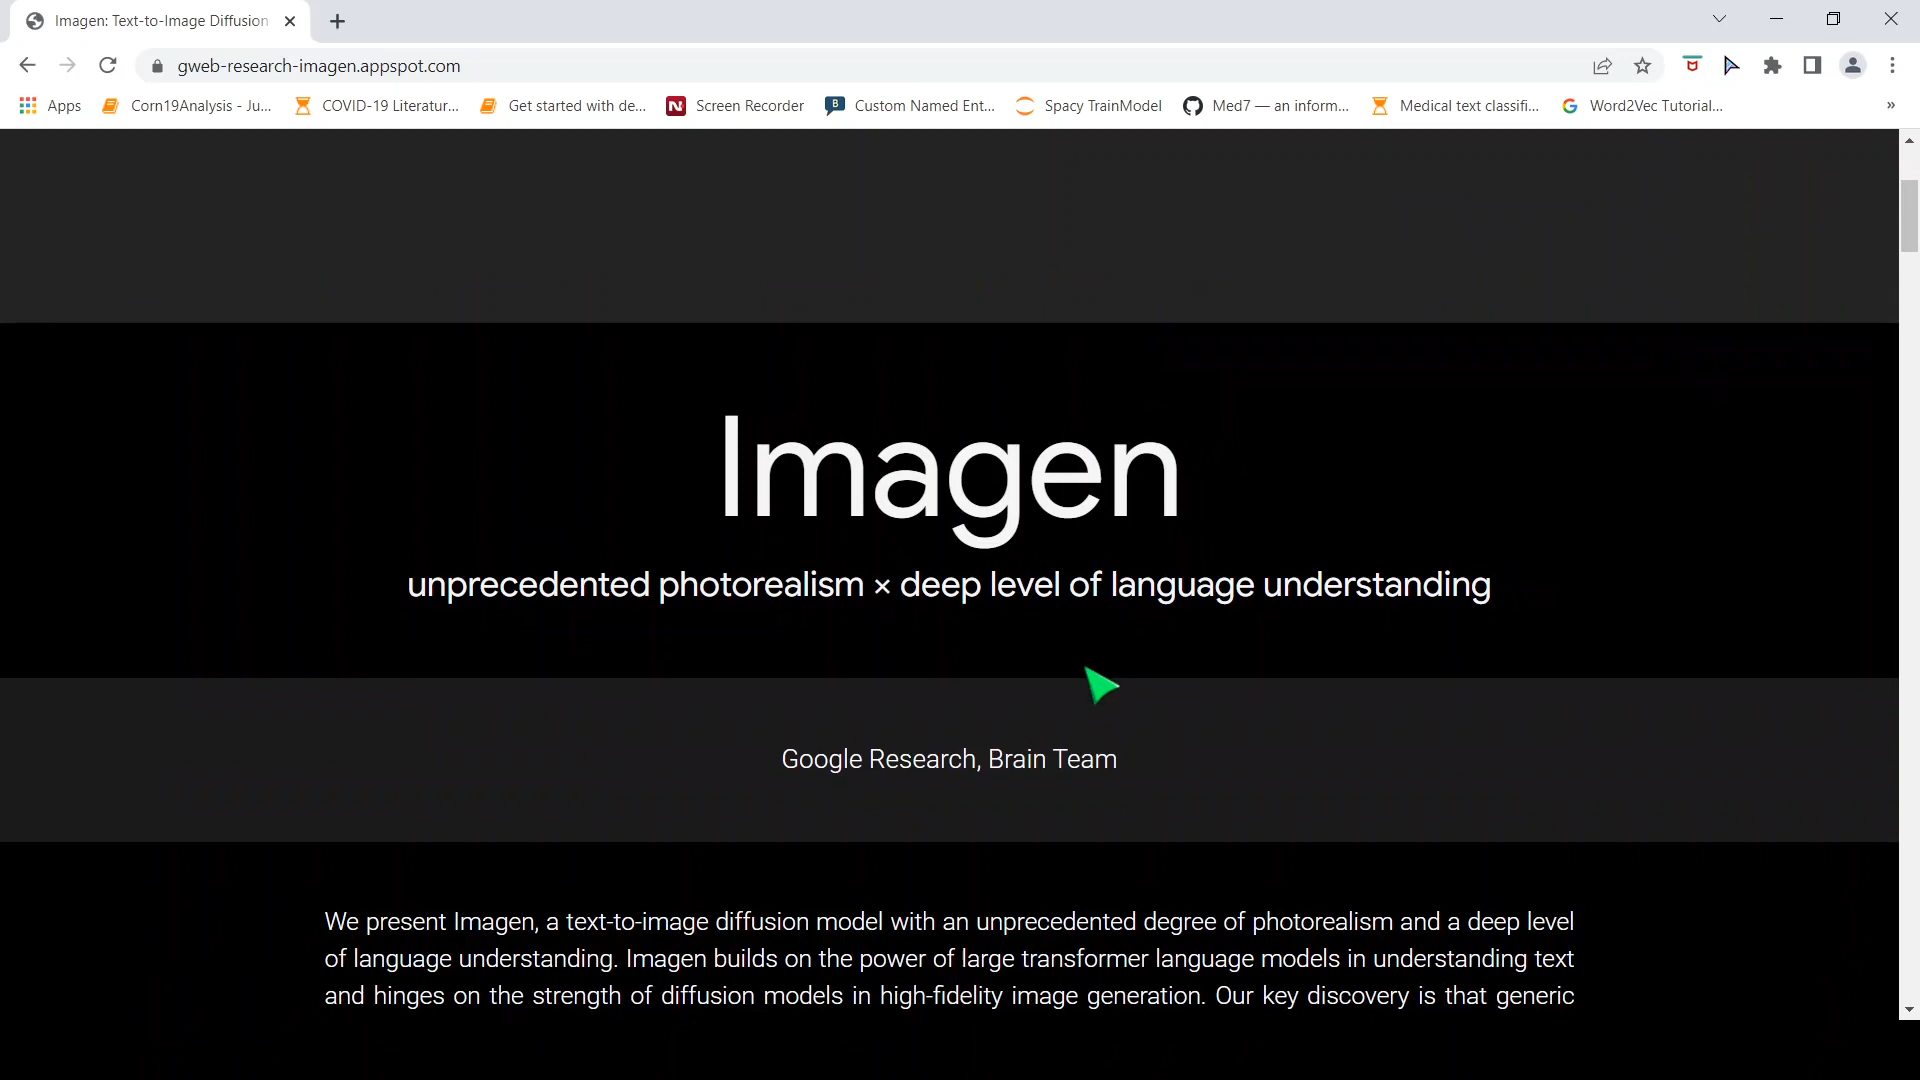 Imagen: Text-to-Image Diffusion
gweb-research-imagen.appspot.com
Apps Corn19Analysis - Ju... COVID-19 Literatur... Get started with de... N Screen Recorder B Custom Named Ent... Spacy TrainModel Med7 — an inform... Medical text classifi... G Word2Vec Tutorial... »
Imagen
unprecedented photorealism × deep level of language understanding
Google Research, Brain Team
We present Imagen, a text-to-image diffusion model with an unprecedented degree of photorealism and a deep level
of language understanding. Imagen builds on the power of large transformer language models in understanding text
and hinges on the strength of diffusion models in high-fidelity image generation. Our key discovery is that generic